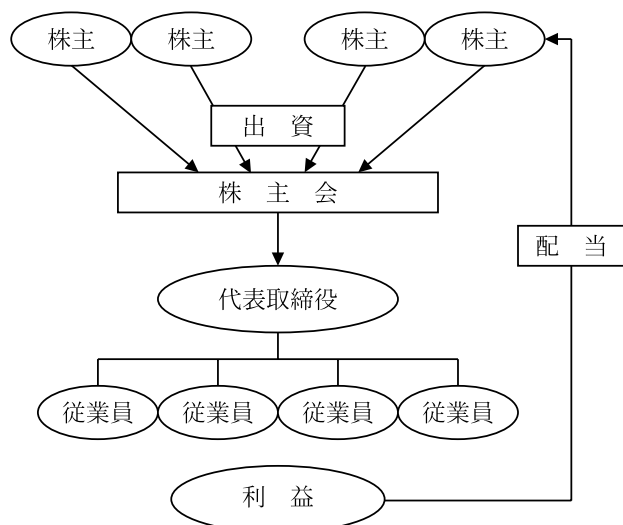 株主 株主 株主 株主
出 資
株 主 会
配 当
代表取締役
従業員 従業員 従業員 従業員
利 益